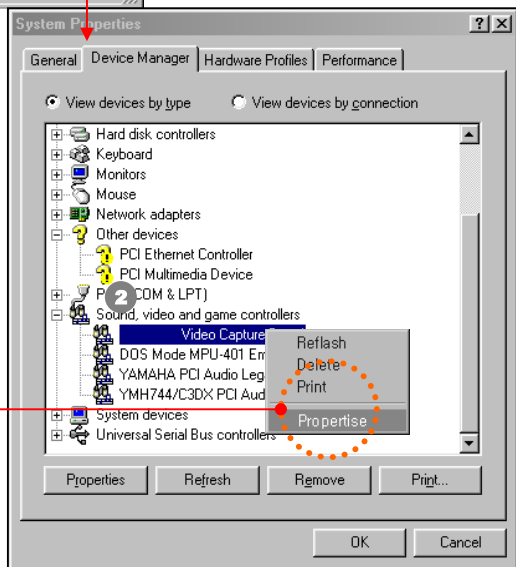 System Properties
General Device Manager Hardware Profiles Performance
View devices by type View devices by connection
Hard disk controllers
Keyboard
Monitors
Mouse
Network adapters
Other devices
PCI Ethernet Controller
PCI Multimedia Device
2
COM & LPT)
Sound, video and game controllers
Video Capture
DOS Mode MPU-401
YAMAHA PCI Audio
YMH744/C3DX PCI
System devices
Universal Serial Bus controllers
Reflash
Delete
Print
Propertise
Properties Refresh Remove Print...
OK Cancel